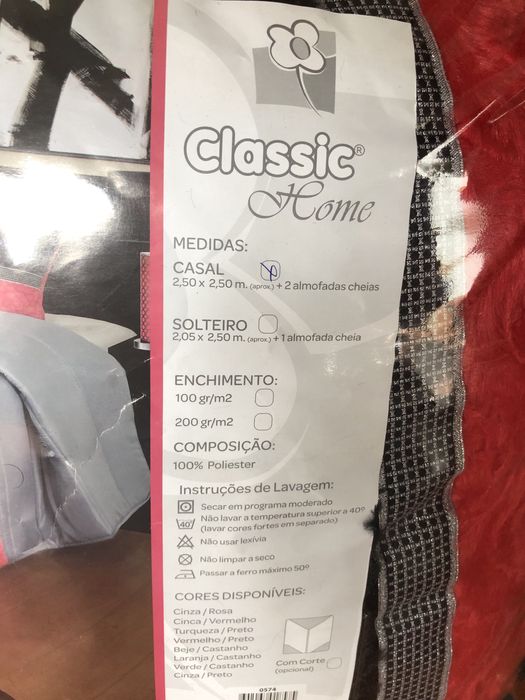 Classic®
Home
MEDIDAS:
CASAL
2,50 x 2,50 m. (aprox.) + 2 almofadas cheias
SOLTEIRO
2,05 x 2,50 m. (aprox.) + 1 almofada cheia
ENCHIMENTO:
100 gr/m2
200 gr/m2
COMPOSIÇÃO:
100% Poliester
Instruções de Lavagem:
Secar em programa moderado
40°
Não lavar a temperatura superior a 40º
(lavar cores fortes em separado)
Não usar lexívia
Não limpar a seco
Passar a ferro máximo 50º
CORES DISPONÍVEIS:
Cinza / Rosa
Cinca / Vermelho
Turqueza / Preto
Vermelho / Preto
Beje / Castanho
Laranja / Castanho
Verde / Castanho
Cinza / Preto
Com Corte
(opcional)
0574